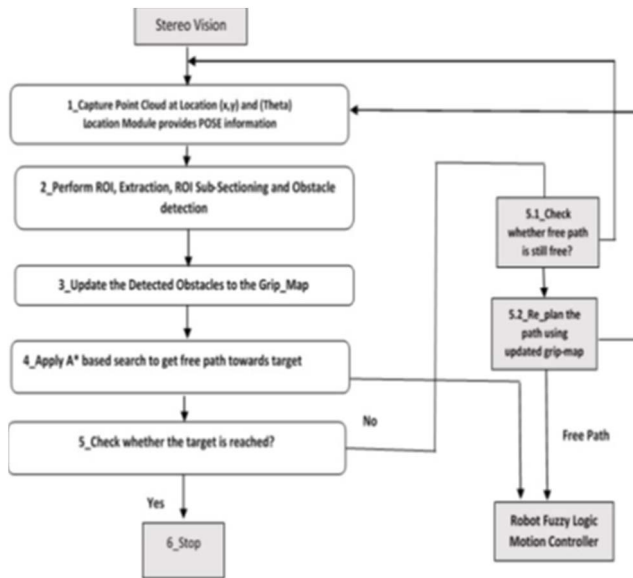 Stereo Vision
1_Capture Point Cloud at Location (x,y) and (Theta)
Location Module provides POSE information
2_Perform ROI, Extraction, ROI Sub-Sectioning and Obstacle
detection
3_Update the Detected Obstacles to the Grip_Map
4_Apply A* based search to get free path towards target
5_Check whether the target is reached?
No
Yes
6_Stop
5.1_Check
whether free path
is still free?
5.2_Re_plan the
path using
updated grip-map
Free Path
Robot Fuzzy Logic
Motion Controller